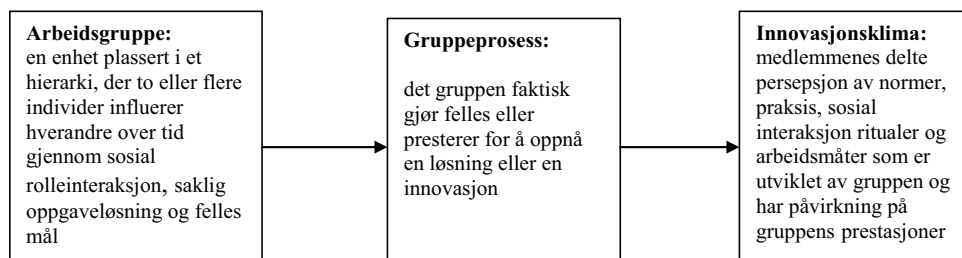 Arbeidsgruppe:
en enhet plassert i et
hierarki, der to eller flere
individer influerer
hverandre over tid
gjennom sosial
rolleinteraksjon, saklig
oppgaveløsning og felles
mål
Gruppeprosess:
det gruppen faktisk
gjør felles eller
presterer for å oppnå
en løsning eller en
innovasjon
Innovasjonsklima:
medlemmenes delte
persepsjon av normer,
praksis, sosial
interaksjon ritualer og
arbeidsmåter som er
utviklet av gruppen og
har påvirkning på
gruppens prestasjoner